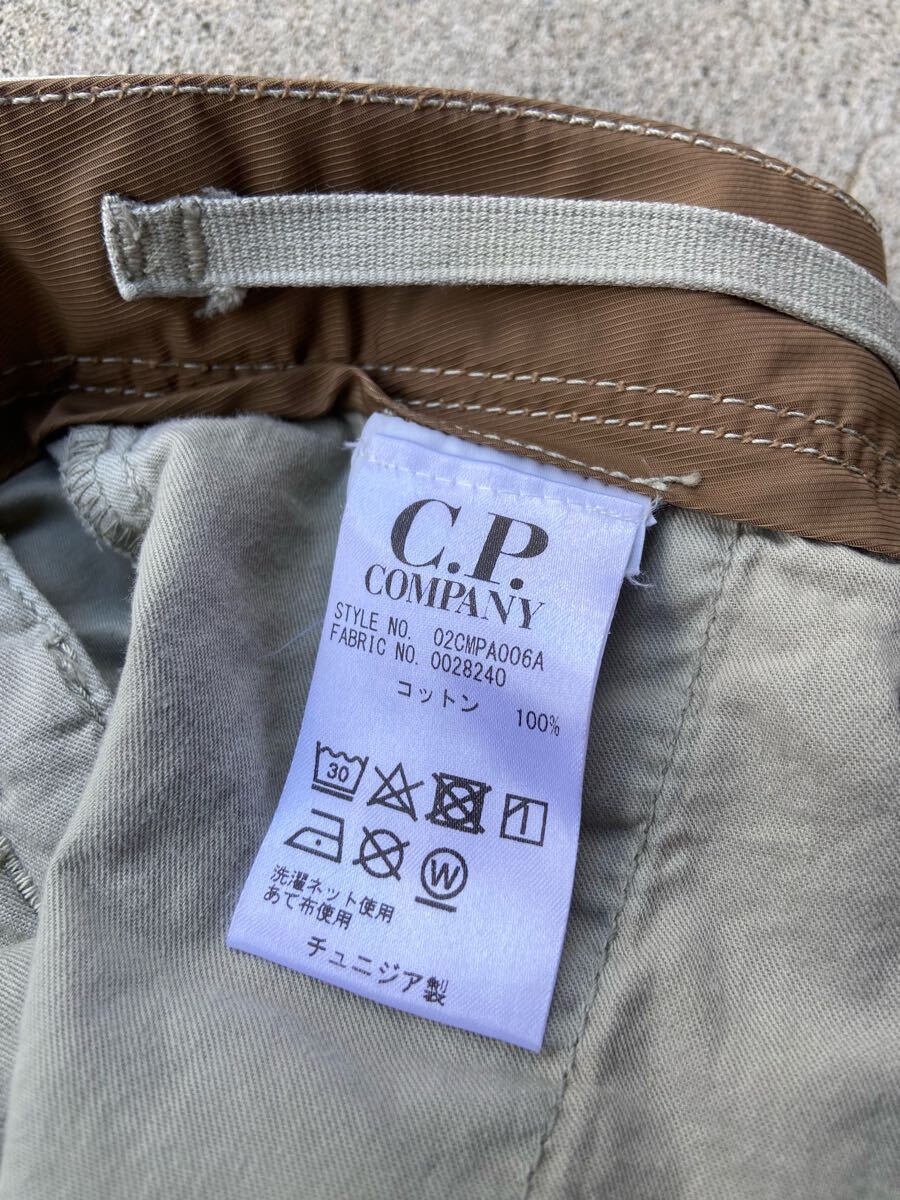 C.P.
COMPANY
STYLE NO. 02CMPA006A
FABRIC NO. 0028240
コットン 100%
30
W
洗濯ネット使用
あて布使用
チュニジア製